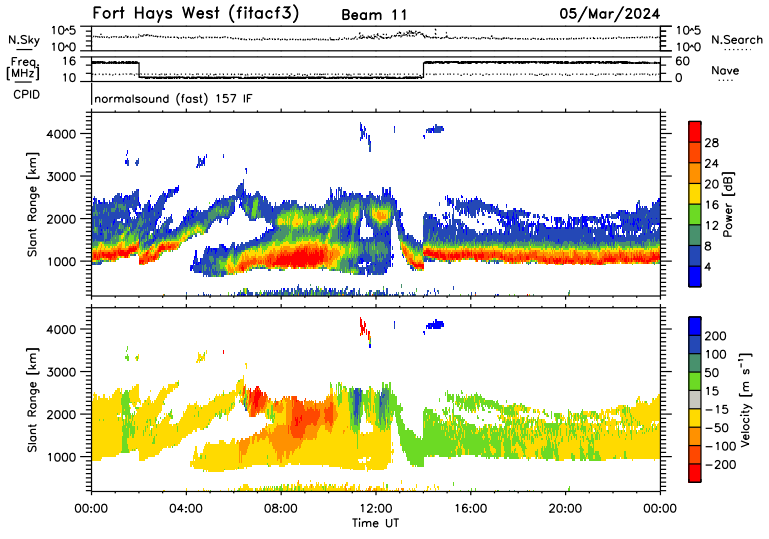 Fort Hays West (fitacf3) Beam 11 05/Mar/2024
N.Sky 10^5 10^0 10^5 10^0 N.Search
Freq. [MHz] 16 10 60 0 Nave
CPID normalsound (fast) 157 IF
Slant Range [km]
4000
3000
2000
1000
28
24
20
16
12
8
4
Power [dB]
Slant Range [km]
4000
3000
2000
1000
200
100
50
15
-15
-50
-100
-200
Velocity [m s⁻¹]
00:00 04:00 08:00 12:00 16:00 20:00 00:00
Time UT